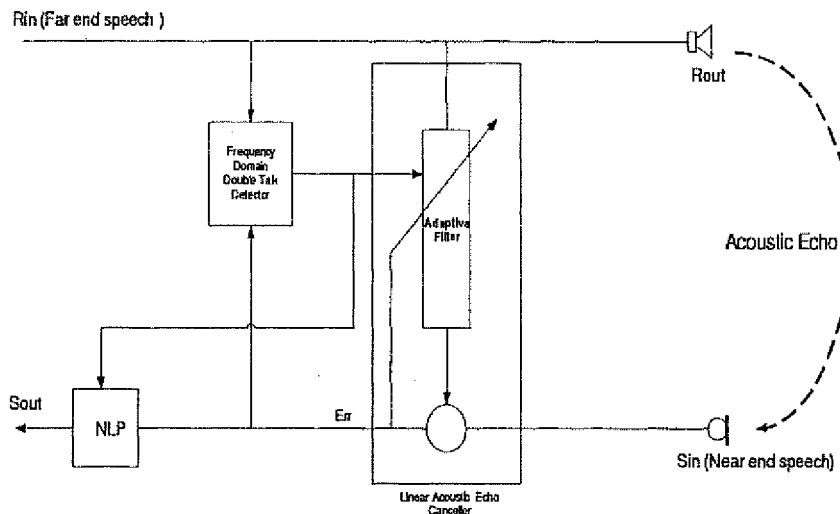 Rin (Far end speech )
Rout
Frequency
Domain
Double Talk
Detector
Adaptive
Filter
Acoustic Echo
Sout
NLP
Err
Sin (Near end speech)
Linear Acoustic Echo
Canceller